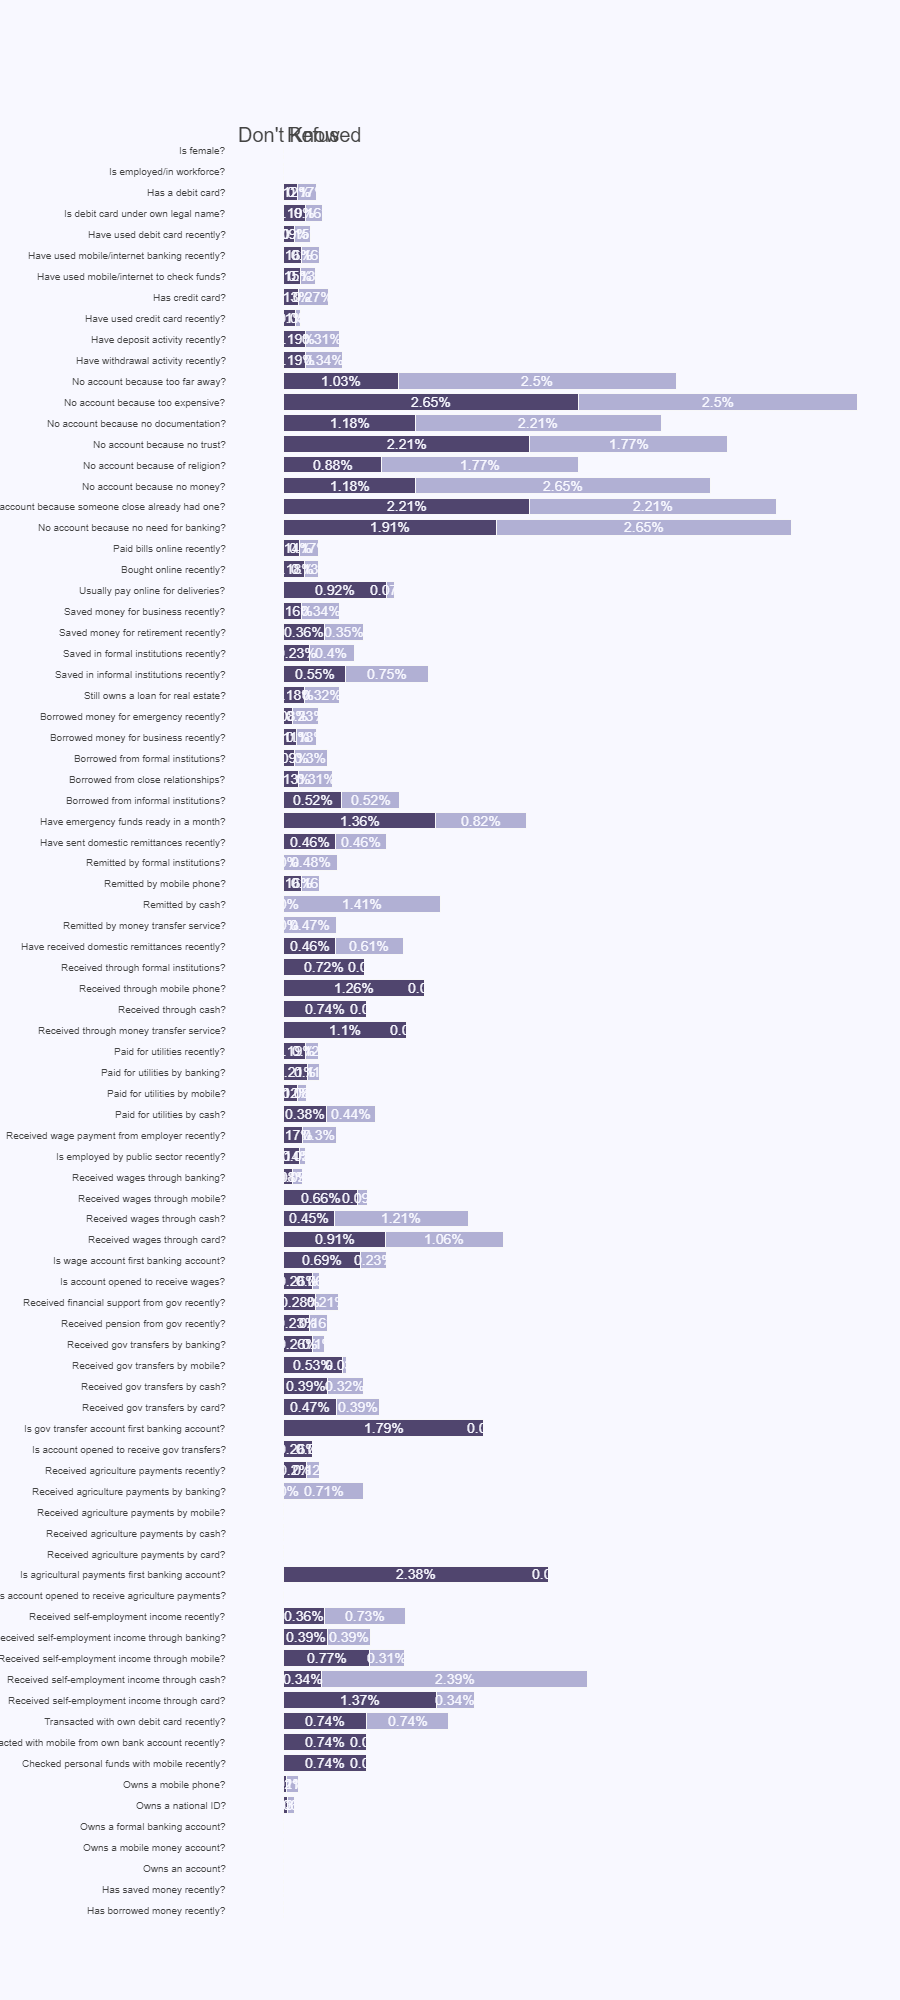 Don't Know Refused
Is female?
Is employed/in workforce?
Has a debit card?
Is debit card under own legal name?
Have used debit card recently?
Have used mobile/internet banking recently?
Have used mobile/internet to check funds?
Has credit card?
Have used credit card recently?
Have deposit activity recently?
Have withdrawal activity recently?
No account because too far away? 1.03% 2.5%
No account because too expensive? 2.65% 2.5%
No account because no documentation? 1.18% 2.21%
No account because no trust? 2.21% 1.77%
No account because of religion? 0.88% 1.77%
No account because no money? 1.18% 2.65%
account because someone close already had one? 2.21% 2.21%
No account because no need for banking? 1.91% 2.65%
Paid bills online recently?
Bought online recently?
Usually pay online for deliveries? 0.92%
Saved money for business recently?
Saved money for retirement recently? 0.36% 0.35%
Saved in formal institutions recently? 0.4%
Saved in informal institutions recently? 0.55% 0.75%
Still owns a loan for real estate?
Borrowed money for emergency recently?
Borrowed money for business recently?
Borrowed from formal institutions?
Borrowed from close relationships?
Borrowed from informal institutions? 0.52% 0.52%
Have emergency funds ready in a month? 1.36% 0.82%
Have sent domestic remittances recently? 0.46% 0.46%
Remitted by formal institutions? 0.48%
Remitted by mobile phone?
Remitted by cash? 1.41%
Remitted by money transfer service? 0.47%
Have received domestic remittances recently? 0.46% 0.61%
Received through formal institutions? 0.72%
Received through mobile phone? 1.26%
Received through cash? 0.74%
Received through money transfer service? 1.1%
Paid for utilities recently?
Paid for utilities by banking?
Paid for utilities by mobile?
Paid for utilities by cash? 0.38% 0.44%
Received wage payment from employer recently?
Is employed by public sector recently?
Received wages through banking?
Received wages through mobile? 0.66%
Received wages through cash? 0.45% 1.21%
Received wages through card? 0.91% 1.06%
Is wage account first banking account? 0.69% 0.23%
Is account opened to receive wages?
Received financial support from gov recently?
Received pension from gov recently?
Received gov transfers by banking?
Received gov transfers by mobile? 0.53%
Received gov transfers by cash? 0.39% 0.32%
Received gov transfers by card? 0.47% 0.39%
Is gov transfer account first banking account? 1.79%
Is account opened to receive gov transfers?
Received agriculture payments recently?
Received agriculture payments by banking? 0.71%
Received agriculture payments by mobile?
Received agriculture payments by cash?
Received agriculture payments by card?
Is agricultural payments first banking account? 2.38%
account opened to receive agriculture payments?
Received self-employment income recently? 0.36% 0.73%
eceived self-employment income through banking? 0.39% 0.39%
Received self-employment income through mobile? 0.77% 0.31%
Received self-employment income through cash? 0.34% 2.39%
Received self-employment income through card? 1.37% 0.34%
Transacted with own debit card recently? 0.74% 0.74%
acted with mobile from own bank account recently? 0.74%
Checked personal funds with mobile recently? 0.74%
Owns a mobile phone?
Owns a national ID?
Owns a formal banking account?
Owns a mobile money account?
Owns an account?
Has saved money recently?
Has borrowed money recently?